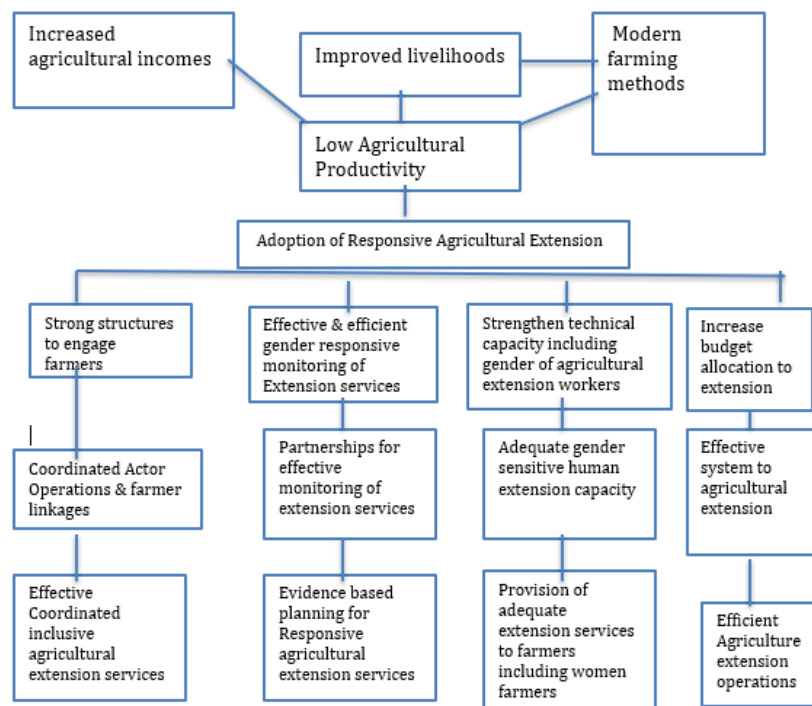 Increased
agricultural incomes
Improved livelihoods
Modern
farming
methods
Low Agricultural
Productivity
Adoption of Responsive Agricultural Extension
Strong structures
to engage
farmers
Effective & efficient
gender responsive
monitoring of
Extension services
Strengthen technical
capacity including
gender of agricultural
extension workers
Increase
budget
allocation to
extension
Coordinated Actor
Operations & farmer
linkages
Partnerships for
effective
monitoring of
extension services
Adequate gender
sensitive human
extension capacity
Effective
system to
agricultural
extension
Effective
Coordinated
inclusive
agricultural
extension services
Evidence based
planning for
Responsive
agricultural
extension services
Provision of
adequate
extension services
to farmers
including women
farmers
Efficient
Agriculture
extension
operations